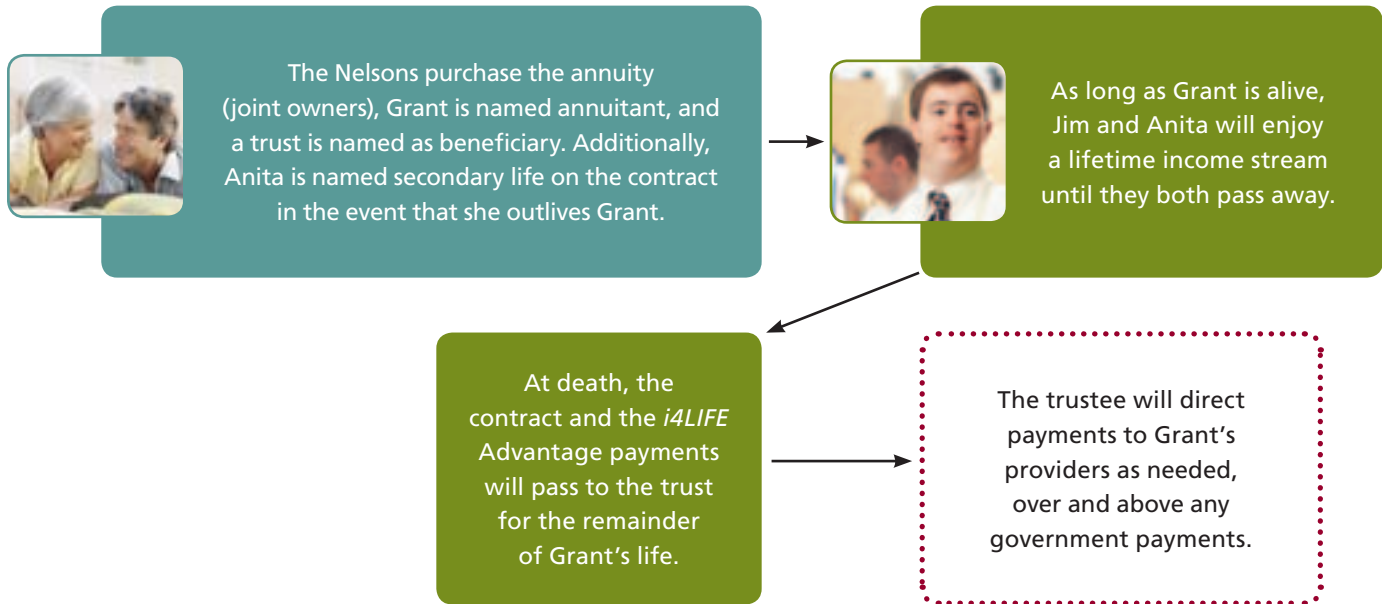 The Nelsons purchase the annuity
(joint owners), Grant is named annuitant, and
a trust is named as beneficiary. Additionally,
Anita is named secondary life on the contract
in the event that she outlives Grant.
As long as Grant is alive,
Jim and Anita will enjoy
a lifetime income stream
until they both pass away.
At death, the
contract and the i4LIFE
Advantage payments
will pass to the trust
for the remainder
of Grant’s life.
The trustee will direct
payments to Grant’s
providers as needed,
over and above any
government payments.